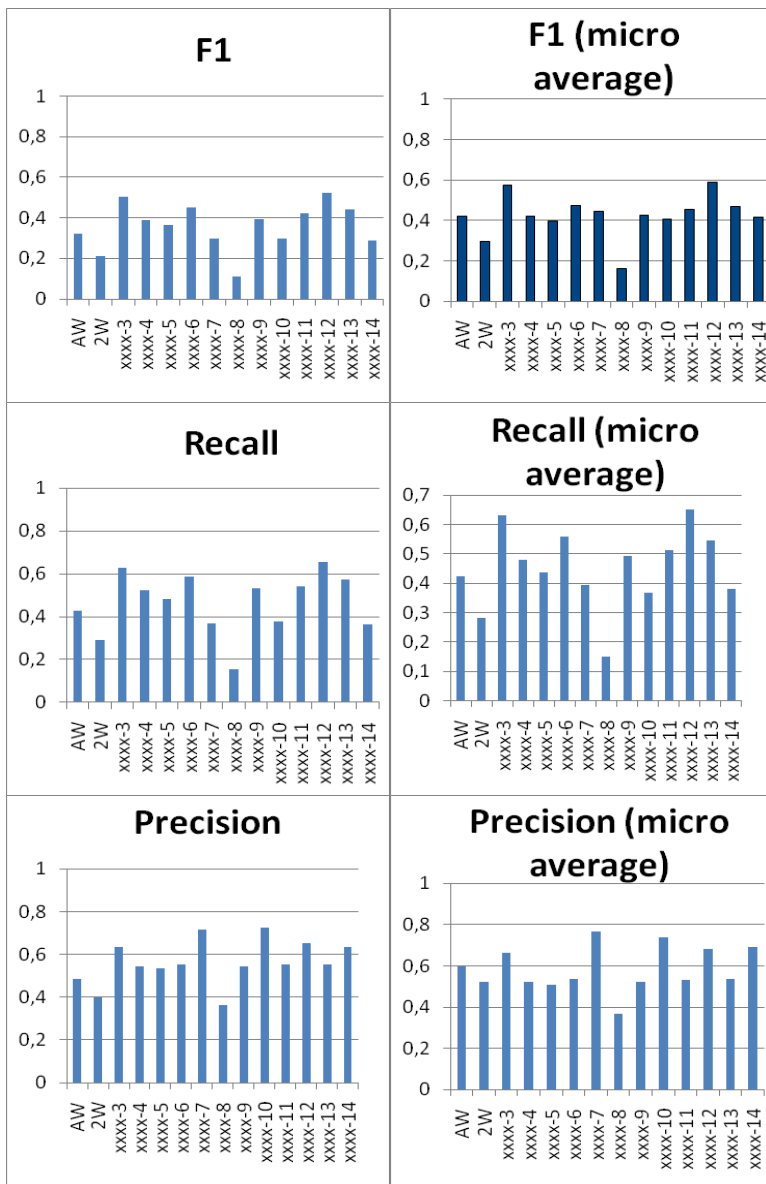 F1
1
0,8
0,6
0,4
0,2
0
AW
2W
xxxx-3
xxxx-4
xxxx-5
xxxx-6
xxxx-7
xxxx-8
xxxx-9
xxxx-10
xxxx-11
xxxx-12
xxxx-13
xxxx-14
F1 (micro
average)
1
0,8
0,6
0,4
0,2
0
AW
2W
xxxx-3
xxxx-4
xxxx-5
xxxx-6
xxxx-7
xxxx-8
xxxx-9
xxxx-10
xxxx-11
xxxx-12
xxxx-13
xxxx-14
Recall
1
0,8
0,6
0,4
0,2
0
AW
2W
xxxx-3
xxxx-4
xxxx-5
xxxx-6
xxxx-7
xxxx-8
xxxx-9
xxxx-10
xxxx-11
xxxx-12
xxxx-13
xxxx-14
Recall (micro
average)
0,7
0,6
0,5
0,4
0,3
0,2
0,1
0
AW
2W
xxxx-3
xxxx-4
xxxx-5
xxxx-6
xxxx-7
xxxx-8
xxxx-9
xxxx-10
xxxx-11
xxxx-12
xxxx-13
xxxx-14
Precision
1
0,8
0,6
0,4
0,2
0
AW
2W
xxxx-3
xxxx-4
xxxx-5
xxxx-6
xxxx-7
xxxx-8
xxxx-9
xxxx-10
xxxx-11
xxxx-12
xxxx-13
xxxx-14
Precision (micro
average)
1
0,8
0,6
0,4
0,2
0
AW
2W
xxxx-3
xxxx-4
xxxx-5
xxxx-6
xxxx-7
xxxx-8
xxxx-9
xxxx-10
xxxx-11
xxxx-12
xxxx-13
xxxx-14